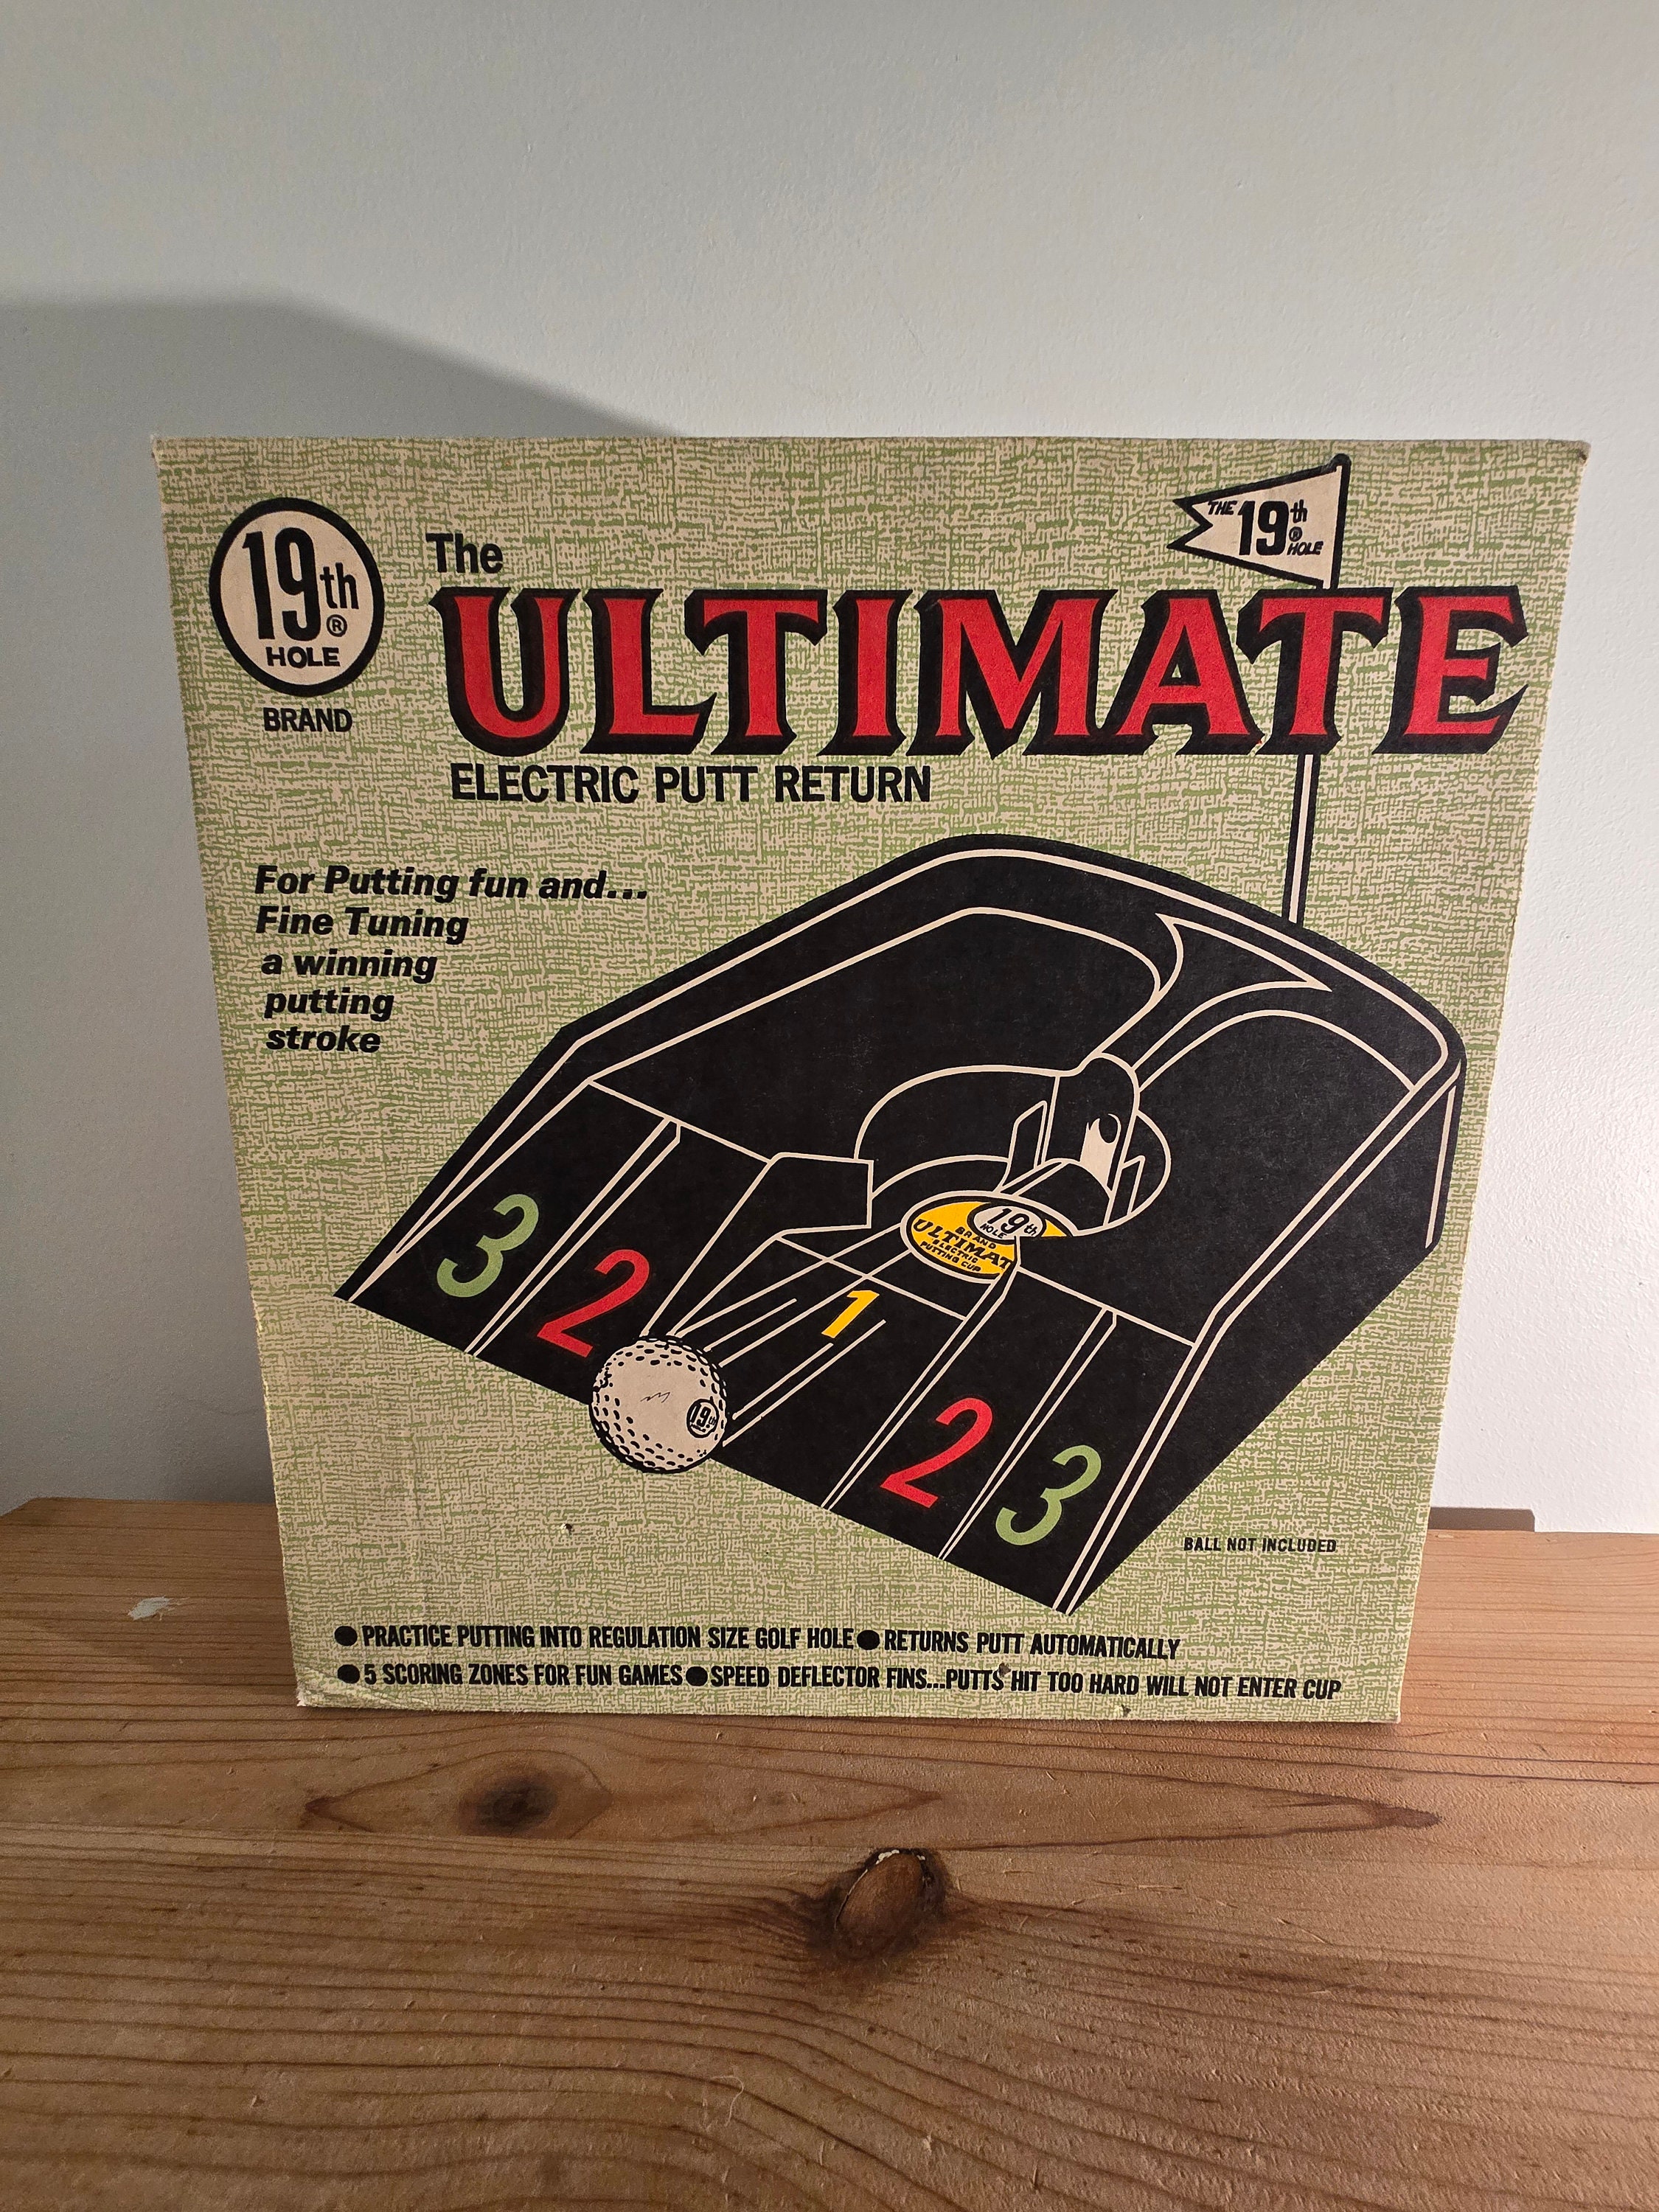 THE 19th ® HOLE
19th ®
HOLE
BRAND
The
ULTIMATE
ELECTRIC PUTT RETURN
For Putting fun and...
Fine Tuning
a winning
putting
stroke
19th
HOLE
BRAND
ULTIMAT
ELECTRIC
PUTTING CUP
3
2
1
2
3
19th
BALL NOT INCLUDED
● PRACTICE PUTTING INTO REGULATION SIZE GOLF HOLE ● RETURNS PUTT AUTOMATICALLY
● 5 SCORING ZONES FOR FUN GAMES ● SPEED DEFLECTOR FINS...PUTTS HIT TOO HARD WILL NOT ENTER CUP